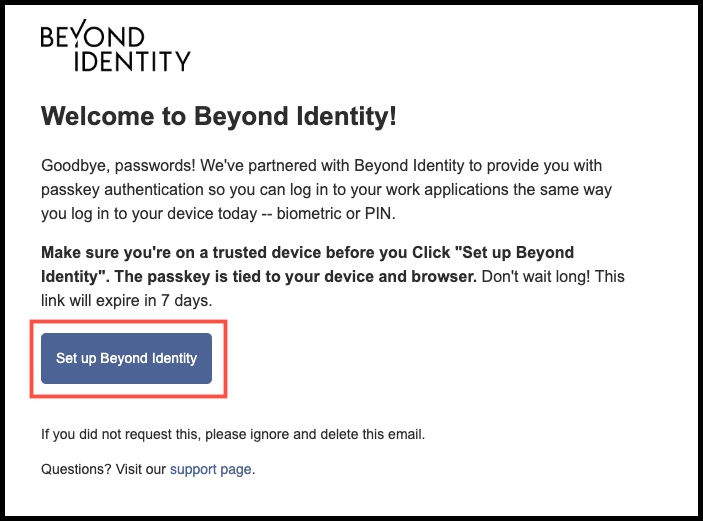 BEYOND
IDENTITY
Welcome to Beyond Identity!
Goodbye, passwords! We've partnered with Beyond Identity to provide you with
passkey authentication so you can log in to your work applications the same way
you log in to your device today -- biometric or PIN.
Make sure you're on a trusted device before you Click "Set up Beyond
Identity". The passkey is tied to your device and browser. Don't wait long! This
link will expire in 7 days.
Set up Beyond Identity
If you did not request this, please ignore and delete this email.
Questions? Visit our support page.